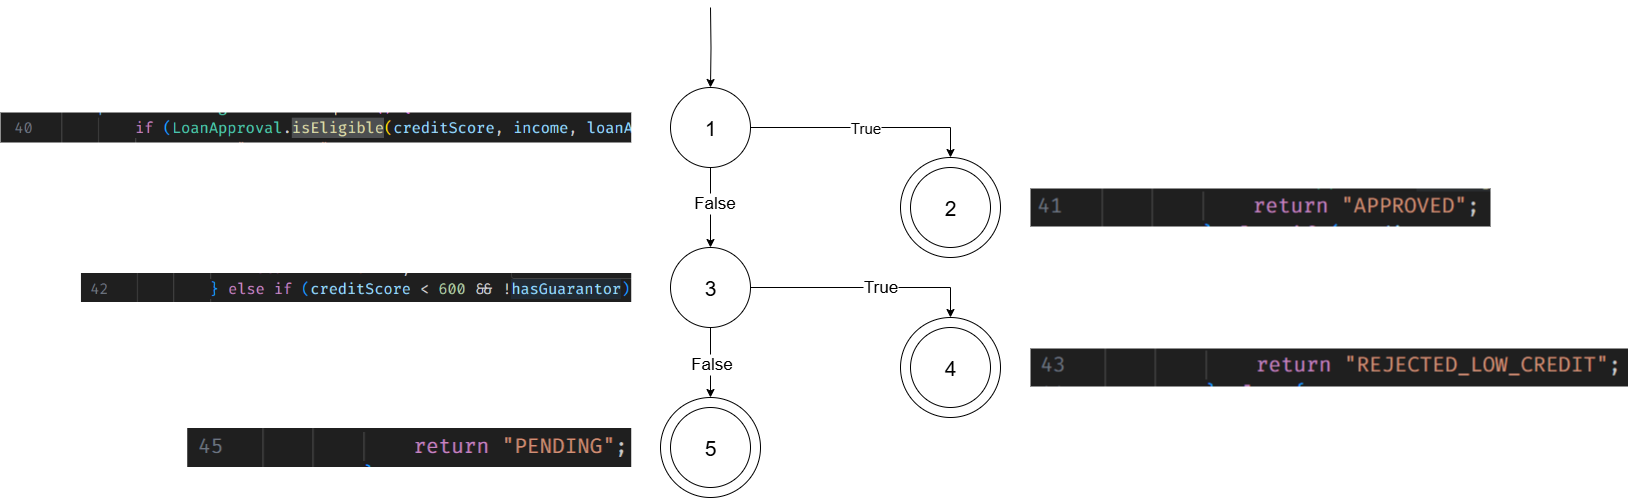 40 if (LoanApproval.isEligible(creditScore, income, loanA
1
True
2
41 return "APPROVED";
False
42 } else if (creditScore < 600 && !hasGuarantor)
3
True
4
43 return "REJECTED_LOW_CREDIT";
False
45 return "PENDING";
5